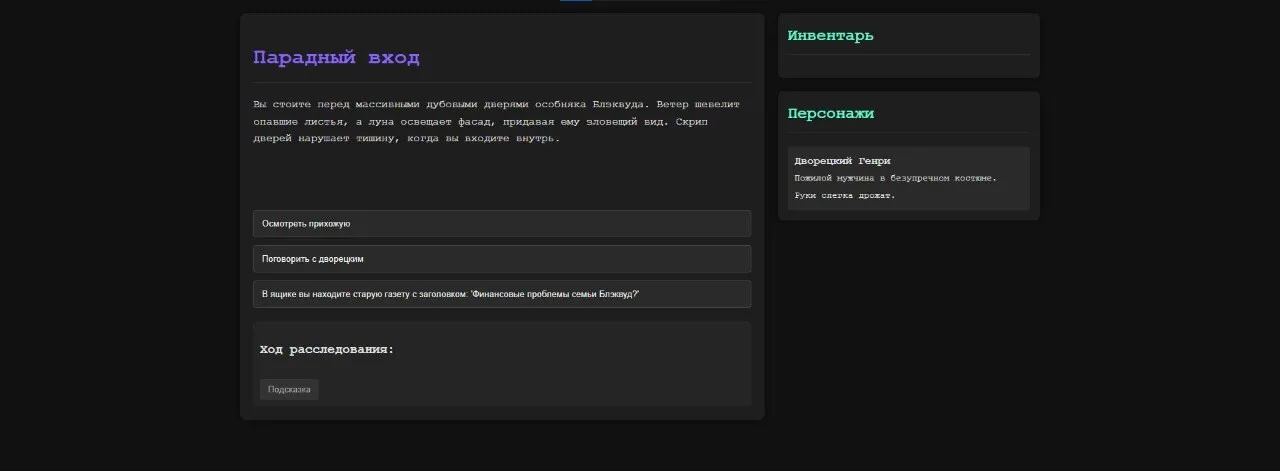 Парадный вход
Вы стоите перед массивными дубовыми дверями особняка Блэквуда. Ветер шевелит
опавшие листья, а луна освещает фасад, придавая ему зловещий вид. Скрип
дверей нарушает тишину, когда вы входите внутрь.
Осмотреть прихожую
Поговорить с дворецким
В ящике вы находите старую газету с заголовком: 'Финансовые проблемы семьи Блэквуд?'
Ход расследования:
Подсказка
Инвентарь
Персонажи
Дворецкий Генри
Пожилой мужчина в безупречном костюме.
Руки слегка дрожат.